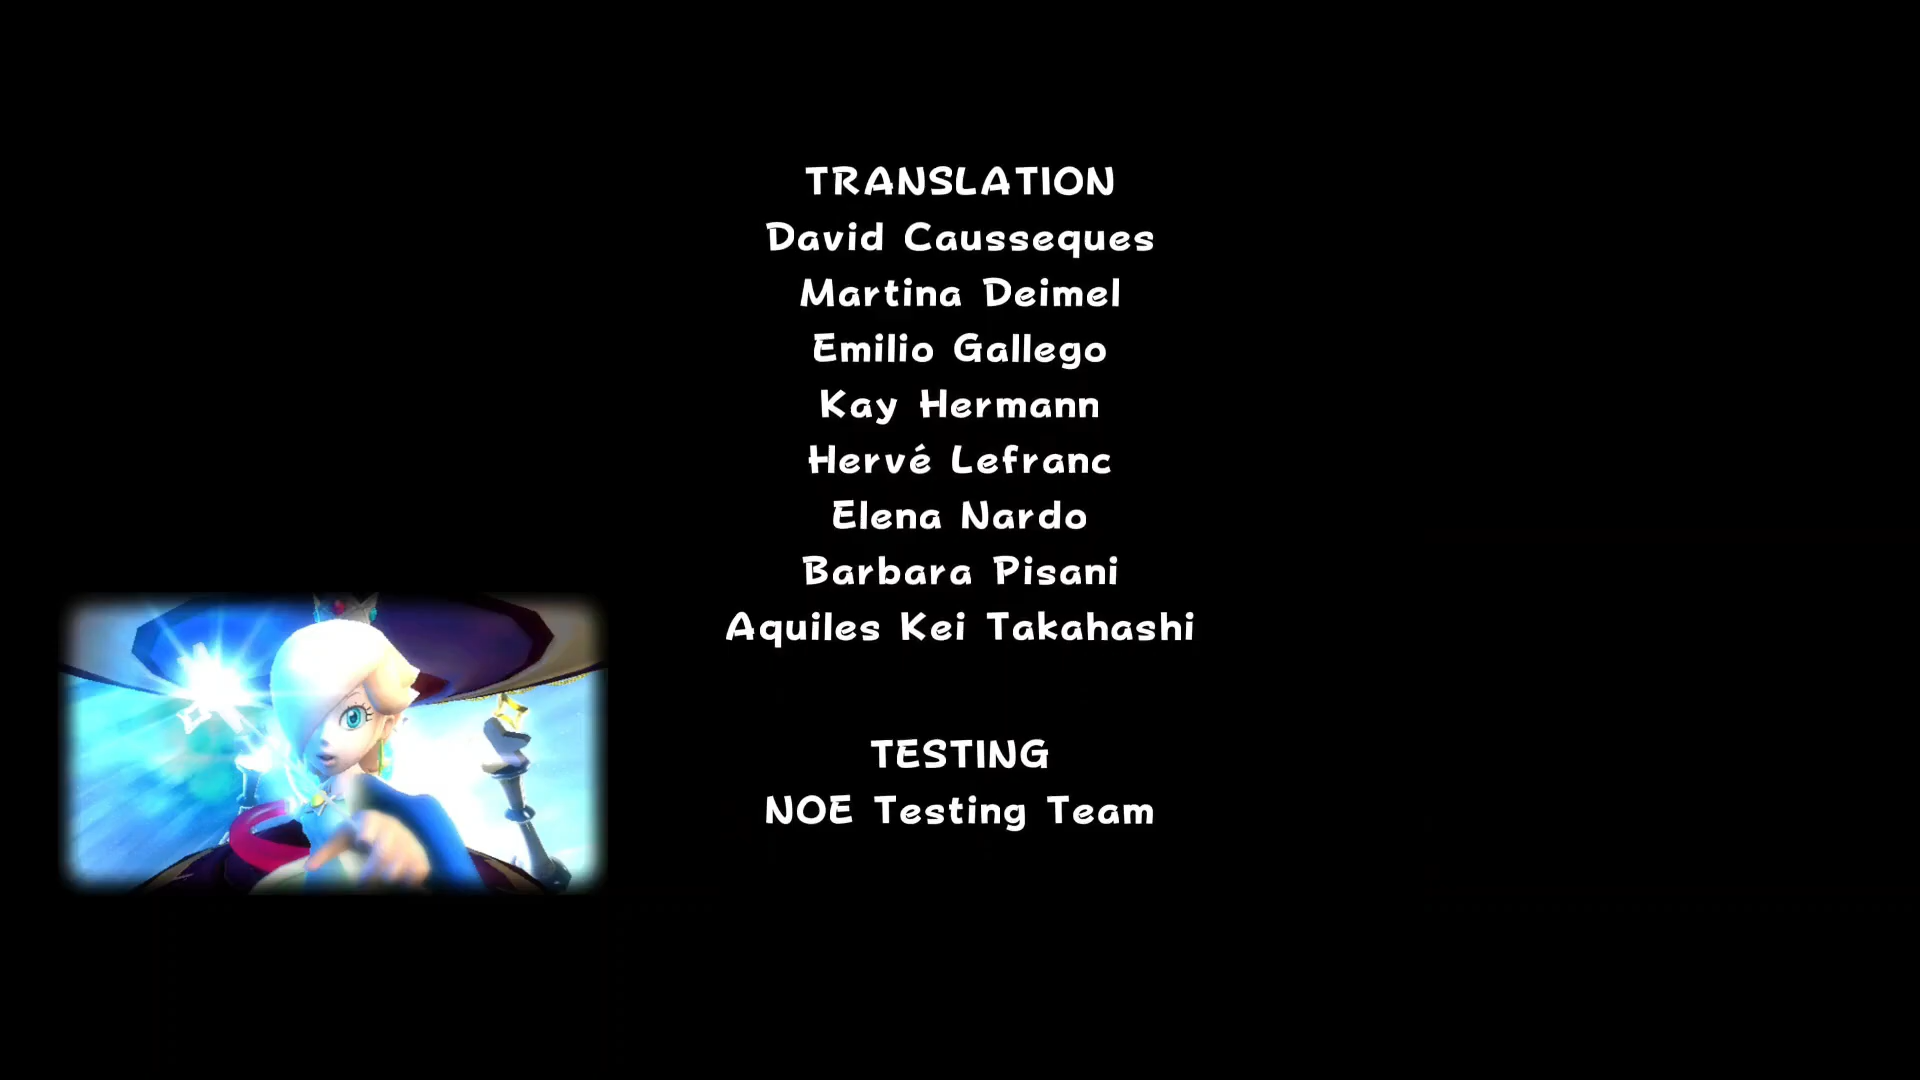 TRANSLATION
David Causseques
Martina Deimel
Emilio Gallego
Kay Hermann
Hervé Lefranc
Elena Nardo
Barbara Pisani
Aquiles Kei Takahashi
TESTING
NOE Testing Team